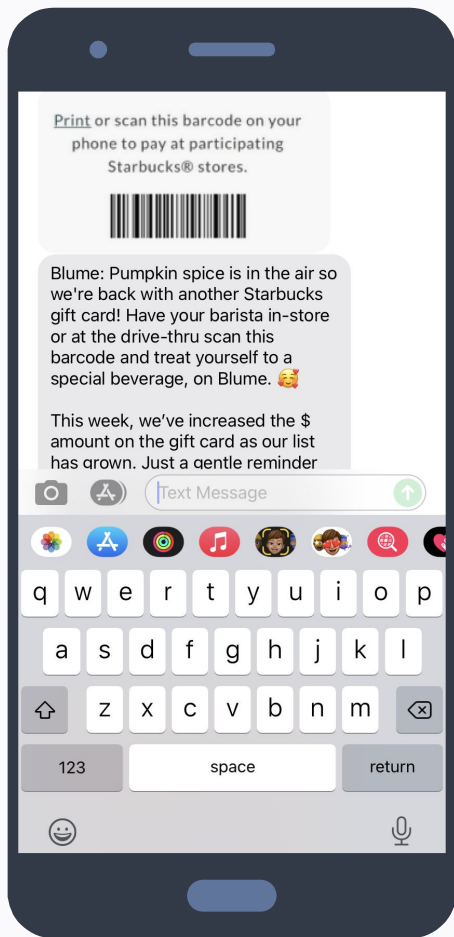 Print or scan this barcode on your
phone to pay at participating
Starbucks® stores.
Blume: Pumpkin spice is in the air so
we're back with another Starbucks
gift card! Have your barista in-store
or at the drive-thru scan this
barcode and treat yourself to a
special beverage, on Blume. 🥰
This week, we’ve increased the $
amount on the gift card as our list
has grown. Just a gentle reminder
Text Message
q w e r t y u i o p
a s d f g h j k l
z x c v b n m
123 space return